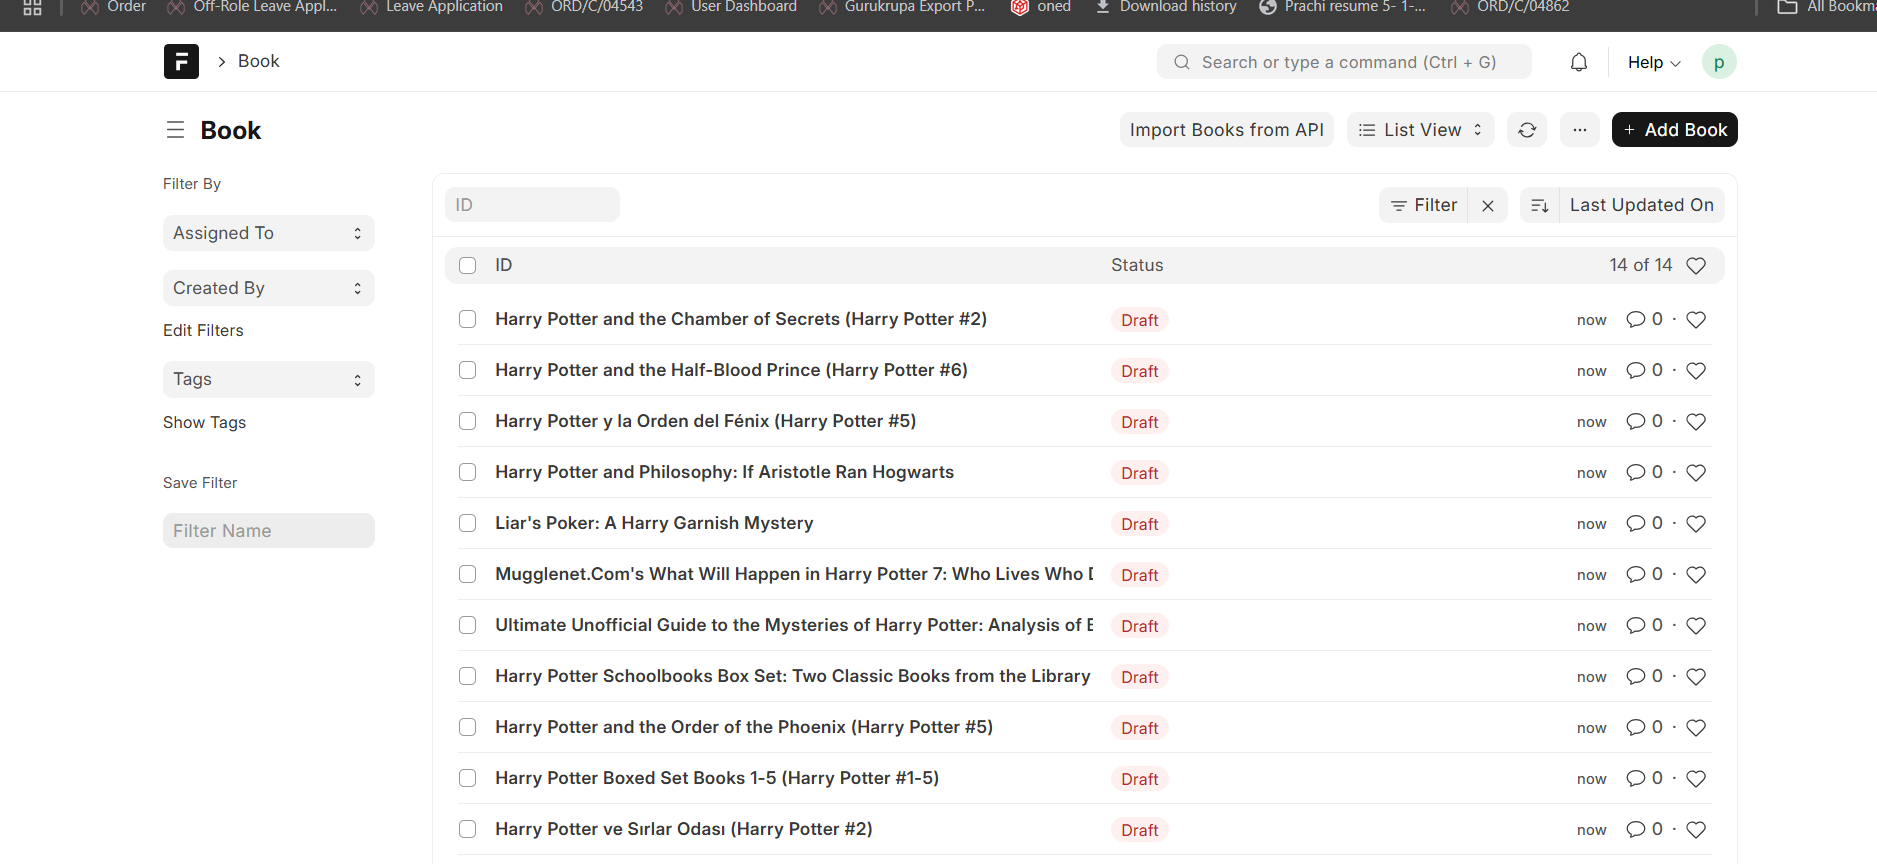 Order Off-Role Leave Appl... Leave Application ORD/C/04543 User Dashboard Gurukrupa Export P... oned Download history Prachi resume 5- 1-... ORD/C/04862 All Bookma
Book Search or type a command (Ctrl + G) Help p
Book Import Books from API List View ... + Add Book
Filter By
Assigned To
Created By
Edit Filters
Tags
Show Tags
Save Filter
Filter Name
ID Filter Last Updated On
ID Status 14 of 14
Harry Potter and the Chamber of Secrets (Harry Potter #2) Draft now 0 ·
Harry Potter and the Half-Blood Prince (Harry Potter #6) Draft now 0 ·
Harry Potter y la Orden del Fénix (Harry Potter #5) Draft now 0 ·
Harry Potter and Philosophy: If Aristotle Ran Hogwarts Draft now 0 ·
Liar's Poker: A Harry Garnish Mystery Draft now 0 ·
Mugglenet.Com's What Will Happen in Harry Potter 7: Who Lives Who Draft now 0 ·
Ultimate Unofficial Guide to the Mysteries of Harry Potter: Analysis of Draft now 0 ·
Harry Potter Schoolbooks Box Set: Two Classic Books from the Library Draft now 0 ·
Harry Potter and the Order of the Phoenix (Harry Potter #5) Draft now 0 ·
Harry Potter Boxed Set Books 1-5 (Harry Potter #1-5) Draft now 0 ·
Harry Potter ve Sırlar Odası (Harry Potter #2) Draft now 0 ·